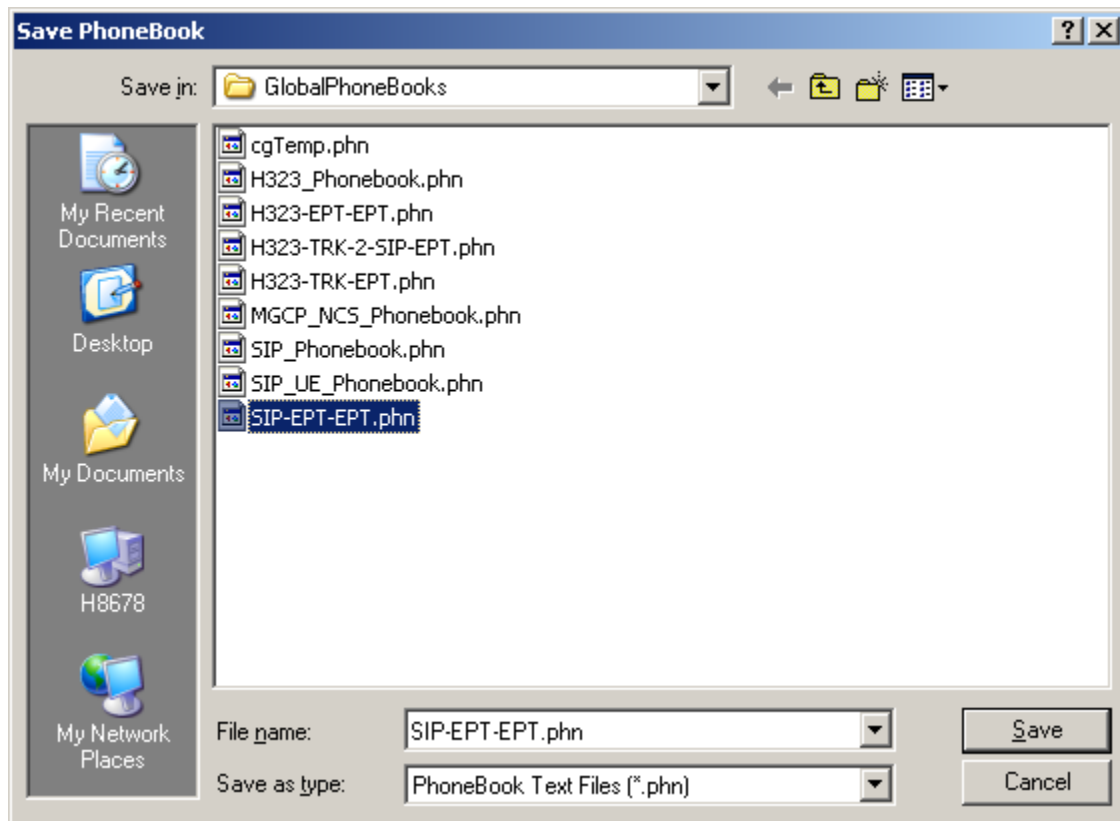 Save PhoneBook
Save in: GlobalPhoneBooks
My Recent
Documents
Desktop
My Documents
H8678
My Network
Places
cgTemp.phn
H323_Phonebook.phn
H323-EPT-EPT.phn
H323-TRK-2-SIP-EPT.phn
H323-TRK-EPT.phn
MGCP_NCS_Phonebook.phn
SIP_Phonebook.phn
SIP_UE_Phonebook.phn
SIP-EPT-EPT.phn
File name: SIP-EPT-EPT.phn Save
Save as type: PhoneBook Text Files (*.phn) Cancel